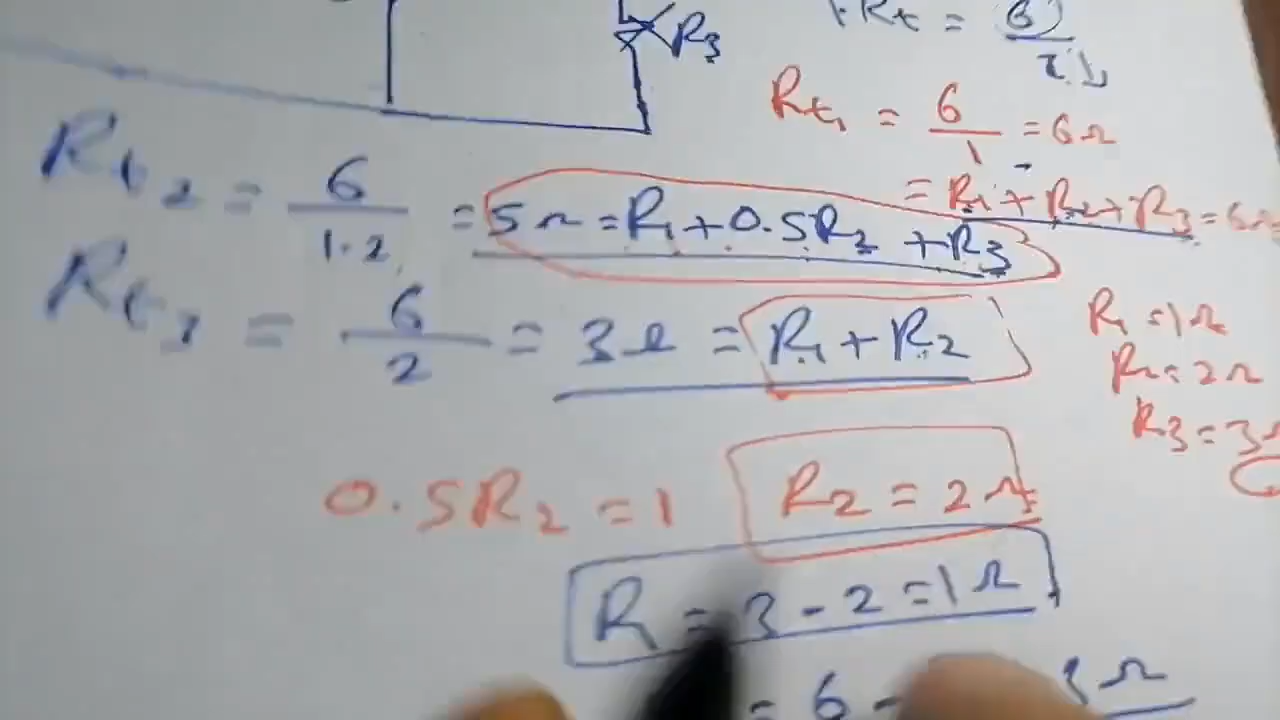 R3
Rt = 6
Rt1 = 6/1 = 6Ω
= R1 + R2 + R3 = 6Ω
Rt2 = 6/1.2 = 5Ω = R1 + 0.5R2 + R3
Rt3 = 6/2 = 3Ω = R1 + R2
R1 = 1Ω
R2 = 2Ω
R3 = 3Ω
0.5R2 = 1
R2 = 2Ω
R = 3 - 2 = 1Ω
= 6 -
Ω